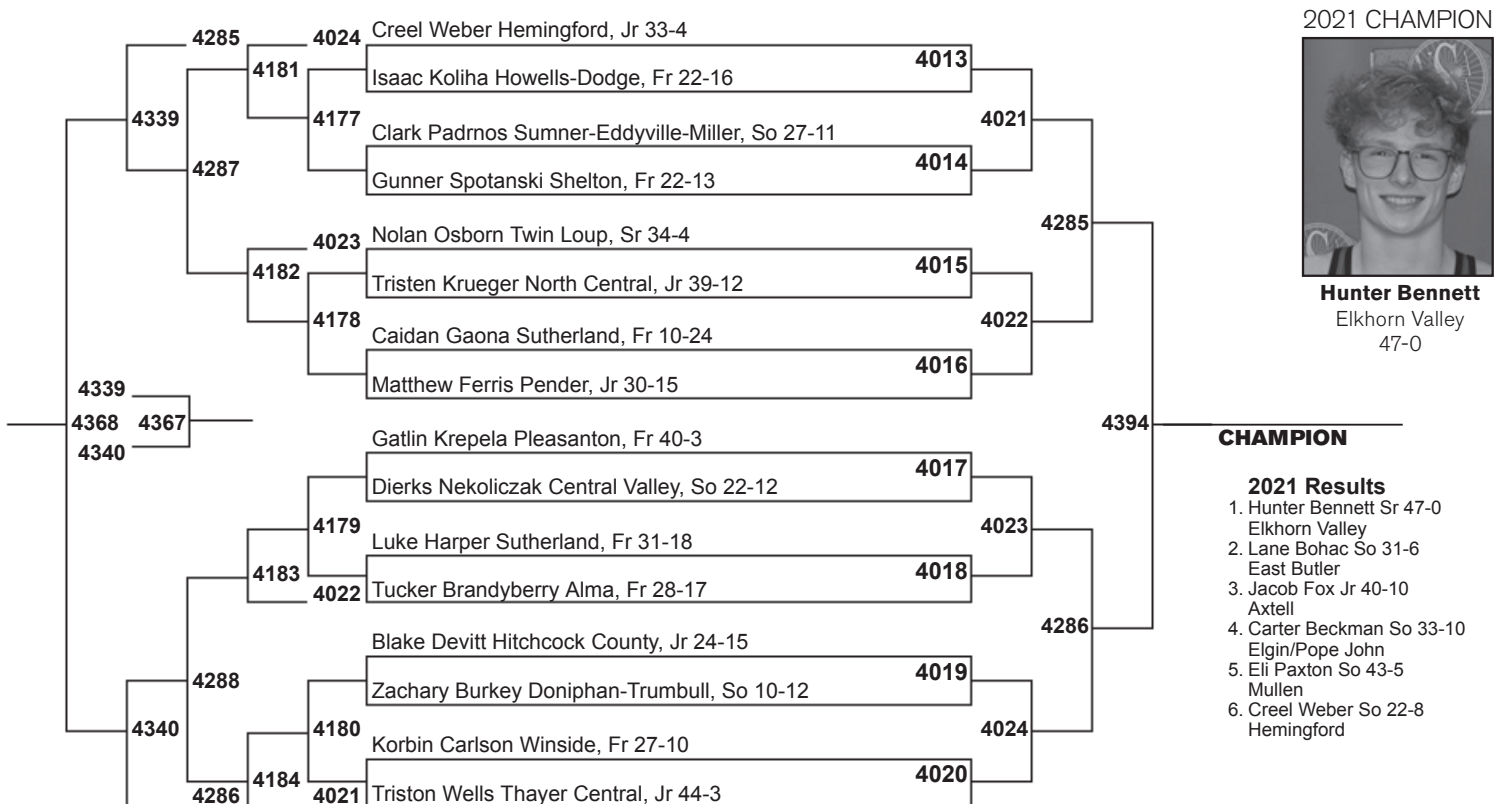 4285
4024
Creel Weber Hemingford, Jr 33-4
4013
4181
Isaac Koliha Howells-Dodge, Fr 22-16
4339
4177
4021
Clark Padrnos Sumner-Eddyville-Miller, So 27-11
4287
4014
Gunner Spotanski Shelton, Fr 22-13
4285
4023
Nolan Osborn Twin Loup, Sr 34-4
4015
4182
Tristen Krueger North Central, Jr 39-12
4178
4022
Caidan Gaona Sutherland, Fr 10-24
4016
Matthew Ferris Pender, Jr 30-15
4339
4368
4367
4340
4394
CHAMPION
Gatlin Krepela Pleasanton, Fr 40-3
4017
Dierks Nekoliczak Central Valley, So 22-12
4179
4023
Luke Harper Sutherland, Fr 31-18
4183
4018
4022
Tucker Brandyberry Alma, Fr 28-17
4286
Blake Devitt Hitchcock County, Jr 24-15
4288
4019
Zachary Burkey Doniphan-Trumbull, So 10-12
4340
4180
4024
Korbin Carlson Winside, Fr 27-10
4184
4020
4286
4021
Triston Wells Thayer Central, Jr 44-3
2021 CHAMPION
Hunter Bennett
Elkhorn Valley
47-0
2021 Results
1. Hunter Bennett Sr 47-0
Elkhorn Valley
2. Lane Bohac So 31-6
East Butler
3. Jacob Fox Jr 40-10
Axtell
4. Carter Beckman So 33-10
Elgin/Pope John
5. Eli Paxton So 43-5
Mullen
6. Creel Weber So 22-8
Hemingford